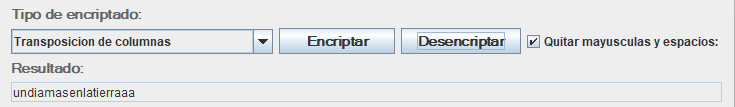 Tipo de encriptado:
Transposicion de columnas Encriptar Desencriptar Quitar mayusculas y espacios:
Resultado:
undiamasenlatierraaa